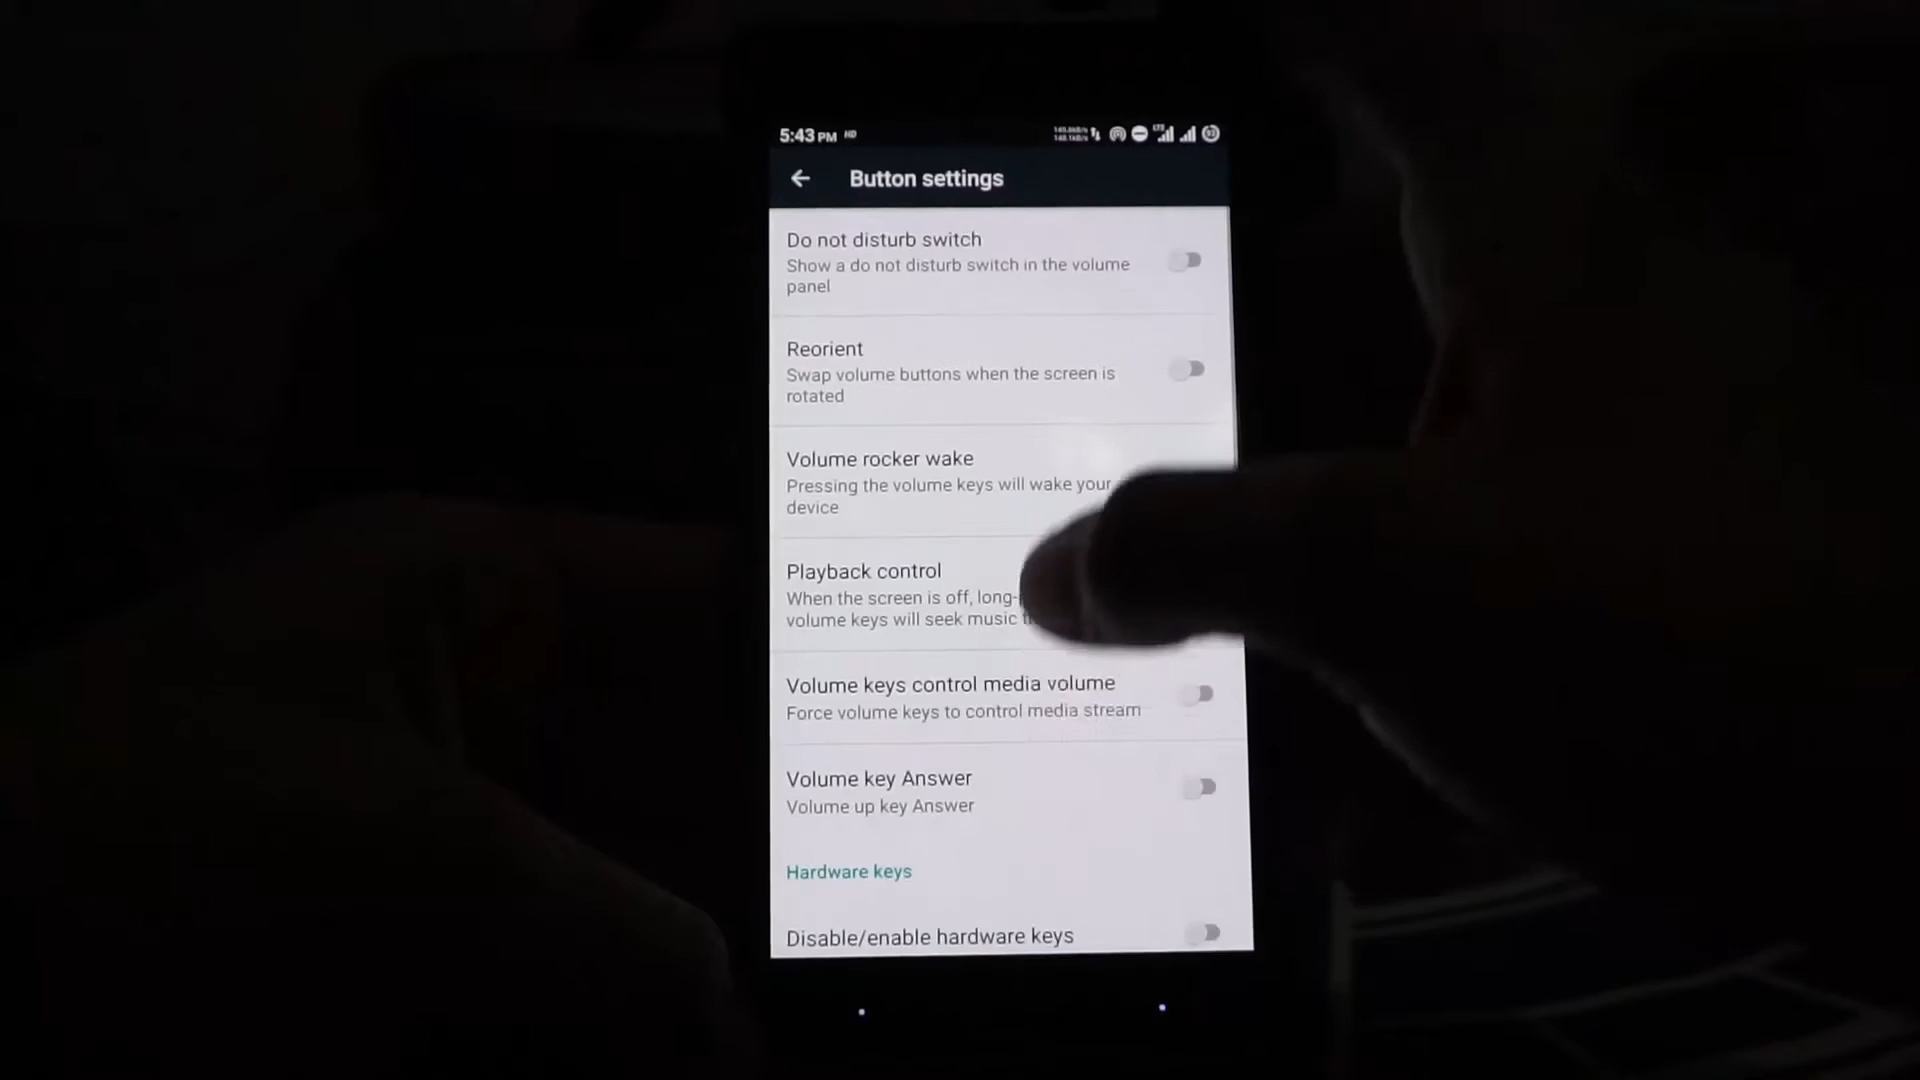 5:43 PM HD
LTE
Button settings
Do not disturb switch
Show a do not disturb switch in the volume
panel
Reorient
Swap volume buttons when the screen is
rotated
Volume rocker wake
Pressing the volume keys will wake your
device
Playback control
When the screen is off, long-
volume keys will seek music
Volume keys control media volume
Force volume keys to control media stream
Volume key Answer
Volume up key Answer
Hardware keys
Disable/enable hardware keys